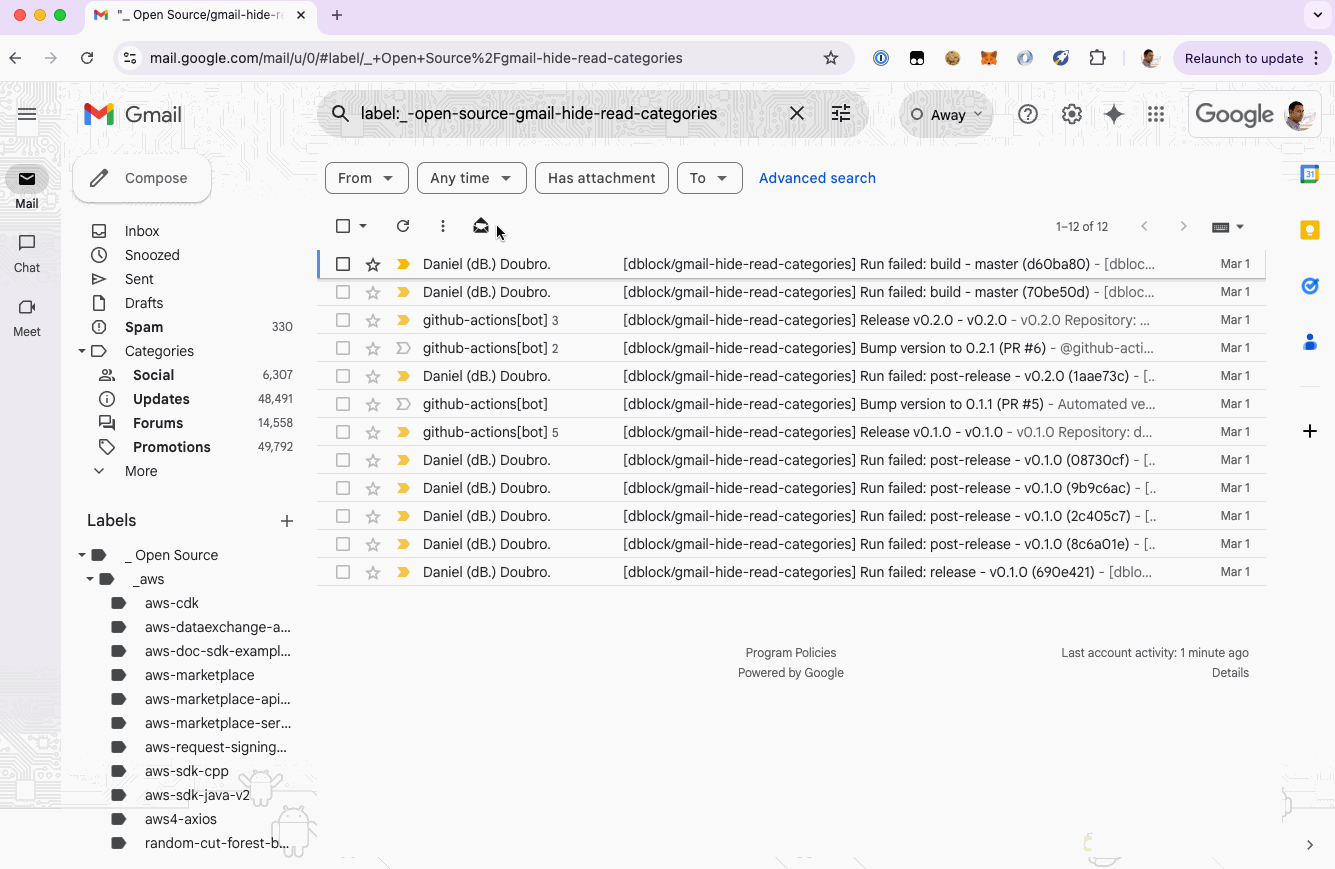 "_ Open Source/gmail-hide-r
mail.google.com/mail/u/0/#label/_+Open+Source%2Fgmail-hide-read-categories
Relaunch to update
Gmail
label:_-open-source-gmail-hide-read-categories
Away
Google
Mail
Chat
Meet
Compose
Inbox
Snoozed
Sent
Drafts
Spam 330
Categories
Social 6,307
Updates 48,491
Forums 14,558
Promotions 49,792
More
Labels
_ Open Source
_aws
aws-cdk
aws-dataexchange-a...
aws-doc-sdk-exampl...
aws-marketplace
aws-marketplace-api...
aws-marketplace-ser...
aws-request-signing...
aws-sdk-cpp
aws-sdk-java-v2
aws4-axios
random-cut-forest-b...
From Any time Has attachment To Advanced search
1–12 of 12
Daniel (dB.) Doubro. [dblock/gmail-hide-read-categories] Run failed: build - master (d60ba80) - [dbloc... Mar 1
Daniel (dB.) Doubro. [dblock/gmail-hide-read-categories] Run failed: build - master (70be50d) - [dbloc... Mar 1
github-actions[bot] 3 [dblock/gmail-hide-read-categories] Release v0.2.0 - v0.2.0 - v0.2.0 Repository: ... Mar 1
github-actions[bot] 2 [dblock/gmail-hide-read-categories] Bump version to 0.2.1 (PR #6) - @github-acti... Mar 1
Daniel (dB.) Doubro. [dblock/gmail-hide-read-categories] Run failed: post-release - v0.2.0 (1aae73c) - [.. Mar 1
github-actions[bot] [dblock/gmail-hide-read-categories] Bump version to 0.1.1 (PR #5) - Automated ve... Mar 1
github-actions[bot] 5 [dblock/gmail-hide-read-categories] Release v0.1.0 - v0.1.0 - v0.1.0 Repository: d... Mar 1
Daniel (dB.) Doubro. [dblock/gmail-hide-read-categories] Run failed: post-release - v0.1.0 (08730cf) - [.. Mar 1
Daniel (dB.) Doubro. [dblock/gmail-hide-read-categories] Run failed: post-release - v0.1.0 (9b9c6ac) - [.. Mar 1
Daniel (dB.) Doubro. [dblock/gmail-hide-read-categories] Run failed: post-release - v0.1.0 (2c405c7) - [.. Mar 1
Daniel (dB.) Doubro. [dblock/gmail-hide-read-categories] Run failed: post-release - v0.1.0 (8c6a01e) - [.. Mar 1
Daniel (dB.) Doubro. [dblock/gmail-hide-read-categories] Run failed: release - v0.1.0 (690e421) - [dblo... Mar 1
Program Policies
Powered by Google
Last account activity: 1 minute ago
Details
31